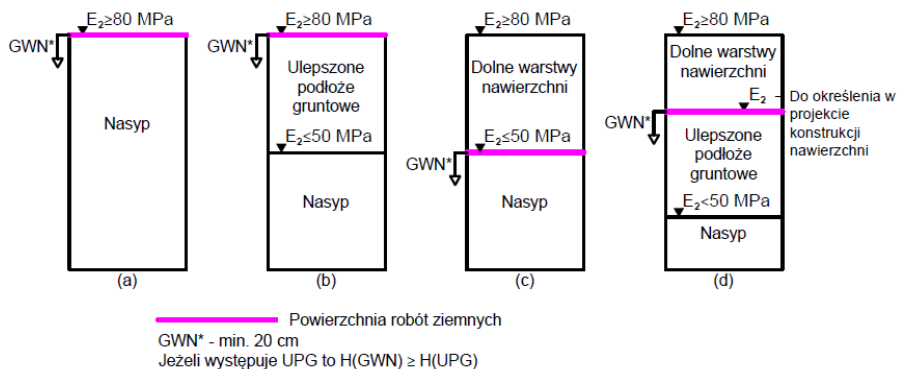 E₂≥80 MPa
GWN*
Nasyp
(a)
E₂≥80 MPa
GWN*
Ulepszone
podłoże
gruntowe
E₂≤50 MPa
Nasyp
(b)
E₂≥80 MPa
Dolne warstwy
nawierzchni
E₂≤50 MPa
GWN*
Nasyp
(c)
E₂≥80 MPa
Dolne warstwy
nawierzchni
E₂
GWN*
Ulepszone
podłoże
gruntowe
E₂<50 MPa
Nasyp
(d)
Do określenia w
projekcie
konstrukcji
nawierzchni
Powierzchnia robót ziemnych
GWN* - min. 20 cm
Jeżeli występuje UPG to H(GWN) ≥ H(UPG)